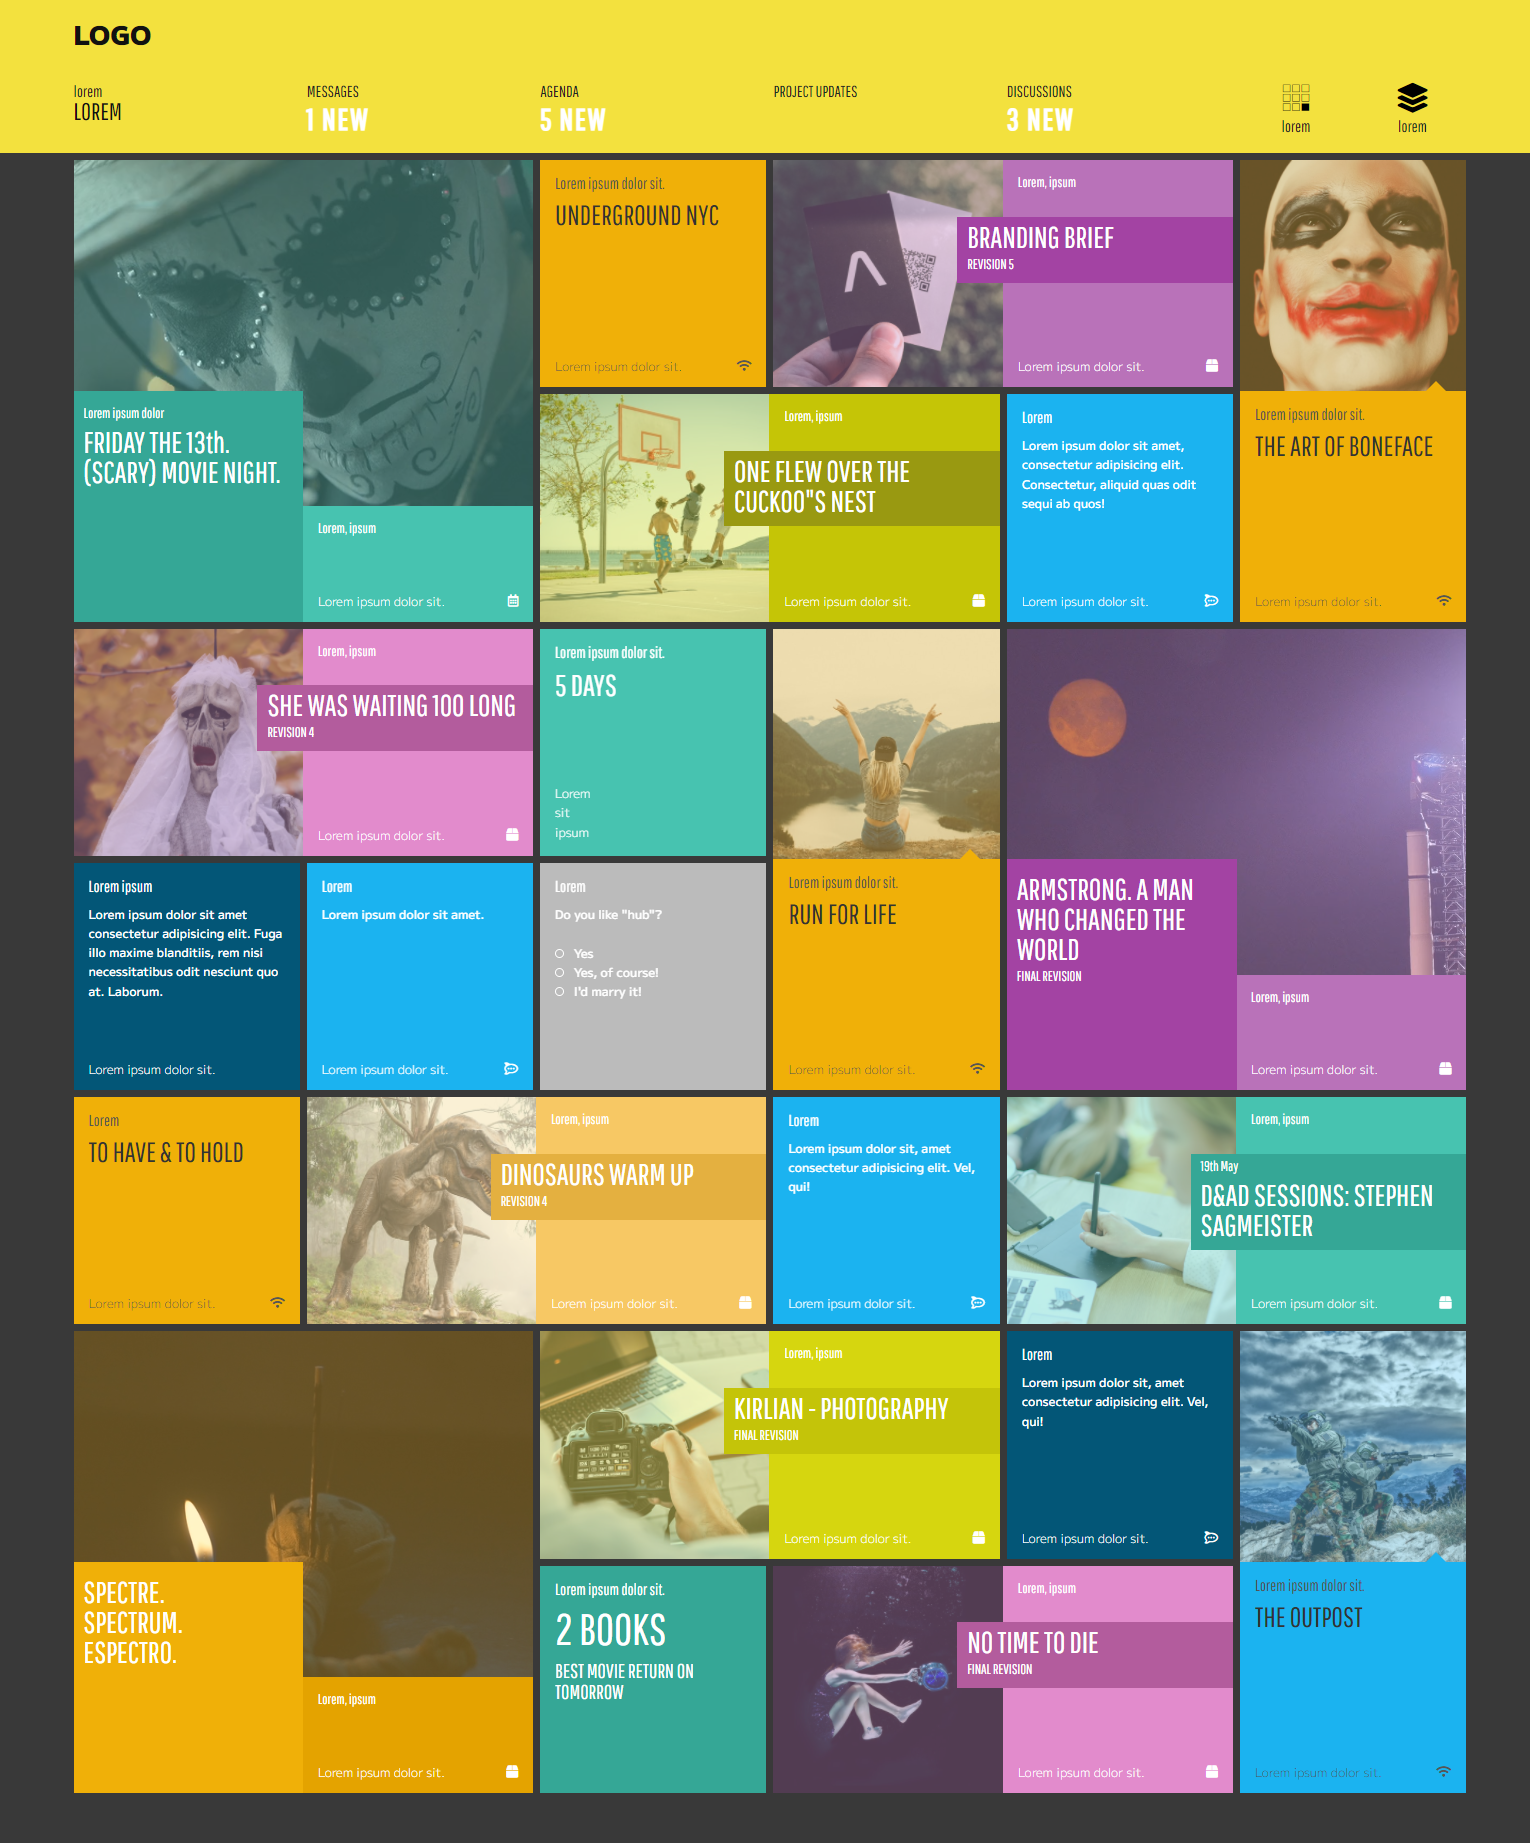 LOGO
lorem
LOREM
MESSAGES
1 NEW
AGENDA
5 NEW
PROJECT UPDATES
DISCUSSIONS
3 NEW
lorem
lorem
Lorem ipsum dolor
FRIDAY THE 13th.
(SCARY) MOVIE NIGHT.
Lorem, ipsum
Lorem ipsum dolor sit.
Lorem ipsum dolor sit.
UNDERGROUND NYC
Lorem ipsum dolor sit.
Lorem, ipsum
BRANDING BRIEF
REVISION 5
Lorem ipsum dolor sit.
Lorem, ipsum
ONE FLEW OVER THE
CUCKOO"S NEST
Lorem ipsum dolor sit.
Lorem
Lorem ipsum dolor sit amet,
consectetur adipisicing elit.
Consectetur, aliquid quas odit
sequi ab quos!
Lorem ipsum dolor sit.
Lorem ipsum dolor sit.
THE ART OF BONEFACE
Lorem ipsum dolor sit.
Lorem, ipsum
SHE WAS WAITING 100 LONG
REVISION 4
Lorem ipsum dolor sit.
Lorem ipsum dolor sit.
5 DAYS
Lorem
sit
ipsum
Lorem ipsum dolor sit.
RUN FOR LIFE
Lorem ipsum dolor sit.
ARMSTRONG. A MAN
WHO CHANGED THE
WORLD
FINAL REVISION
Lorem, ipsum
Lorem ipsum dolor sit.
Lorem ipsum
Lorem ipsum dolor sit amet
consectetur adipisicing elit. Fuga
illo maxime blanditiis, rem nisi
necessitatibus odit nesciunt quo
at. Laborum.
Lorem ipsum dolor sit.
Lorem
Lorem ipsum dolor sit amet.
Lorem ipsum dolor sit.
Lorem
Do you like "hub"?
Yes
Yes, of course!
I'd marry it!
Lorem
TO HAVE & TO HOLD
Lorem ipsum dolor sit.
Lorem, ipsum
DINOSAURS WARM UP
REVISION 4
Lorem ipsum dolor sit.
Lorem
Lorem ipsum dolor sit, amet
consectetur adipisicing elit. Vel,
qui!
Lorem ipsum dolor sit.
Lorem, ipsum
19th May
D&AD SESSIONS: STEPHEN
SAGMEISTER
Lorem ipsum dolor sit.
SPECTRE.
SPECTRUM.
ESPECTRO.
Lorem, ipsum
Lorem ipsum dolor sit.
Lorem, ipsum
KIRLIAN - PHOTOGRAPHY
FINAL REVISION
Lorem ipsum dolor sit.
Lorem
Lorem ipsum dolor sit, amet
consectetur adipisicing elit. Vel,
qui!
Lorem ipsum dolor sit.
Lorem ipsum dolor sit.
2 BOOKS
BEST MOVIE RETURN ON
TOMORROW
Lorem, ipsum
NO TIME TO DIE
FINAL REVISION
Lorem ipsum dolor sit.
Lorem ipsum dolor sit.
THE OUTPOST
Lorem ipsum dolor sit.